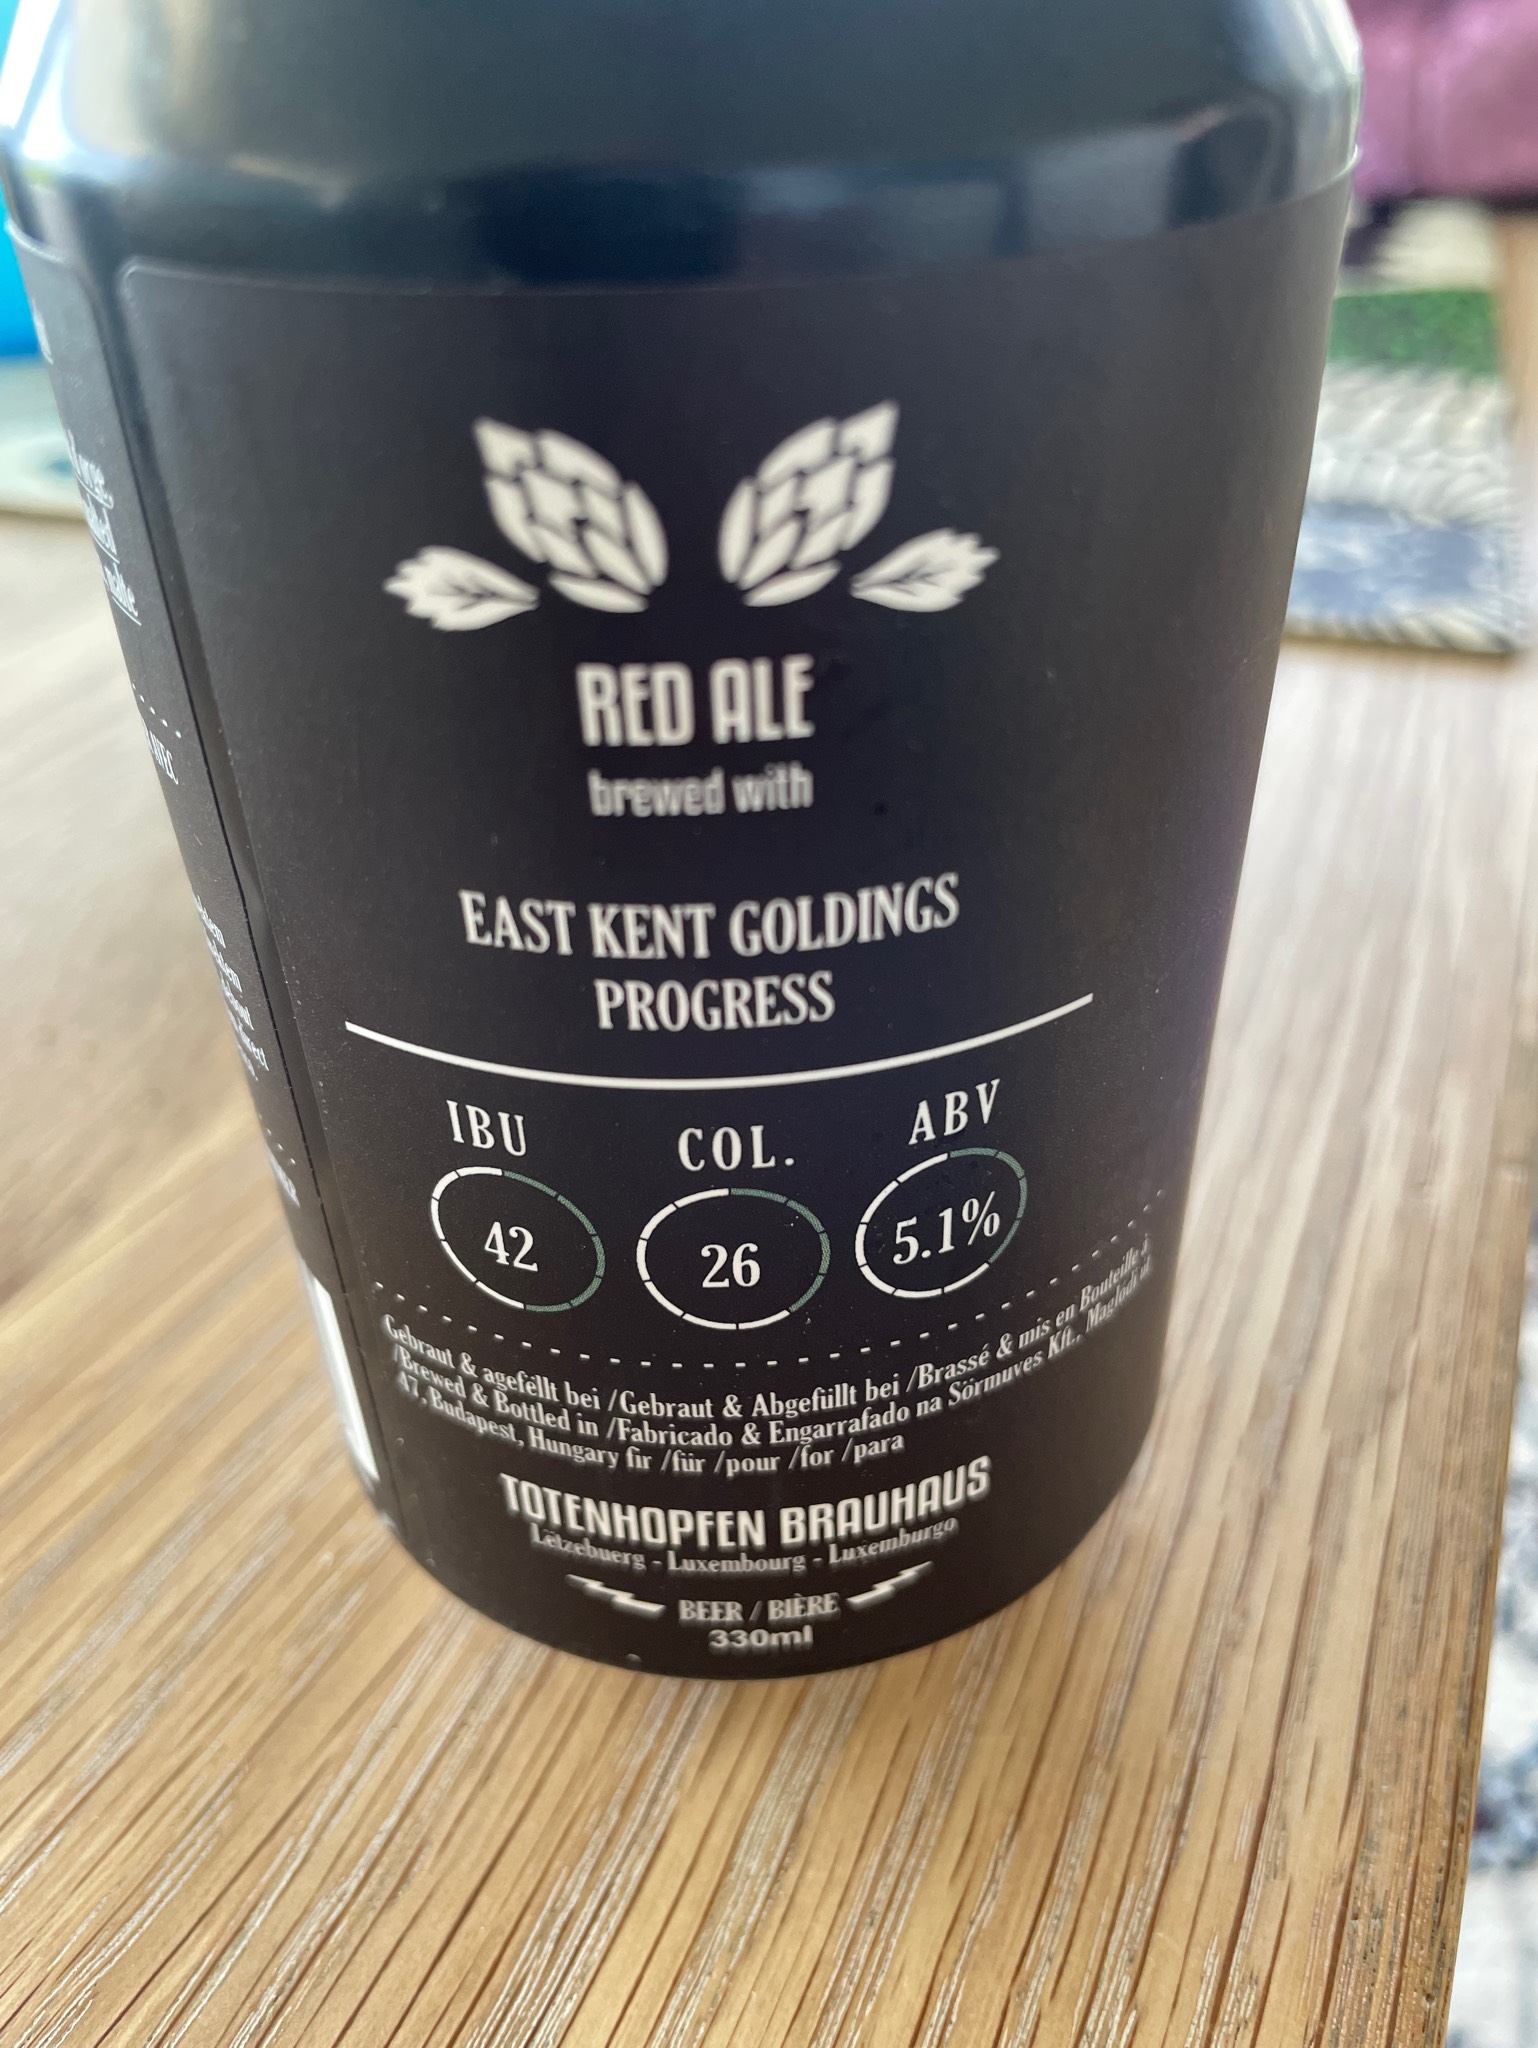 RED ALE
brewed with
EAST KENT GOLDINGS
PROGRESS
IBU COL. ABV
42 26 5.1%
Gebraut & agefëllt bei /Gebraut & Abgefüllt bei /Brassé & mis en Bouteille à
/Brewed & Bottled in /Fabricado & Engarrafado na Sörmuves Kft., Maglodi út
47, Budapest, Hungary fir /für /pour /for /para
TOTENHOPFEN BRAUHAUS
Lëtzebuerg - Luxembourg - Luxemburgo
BEER / BIÈRE
330ml